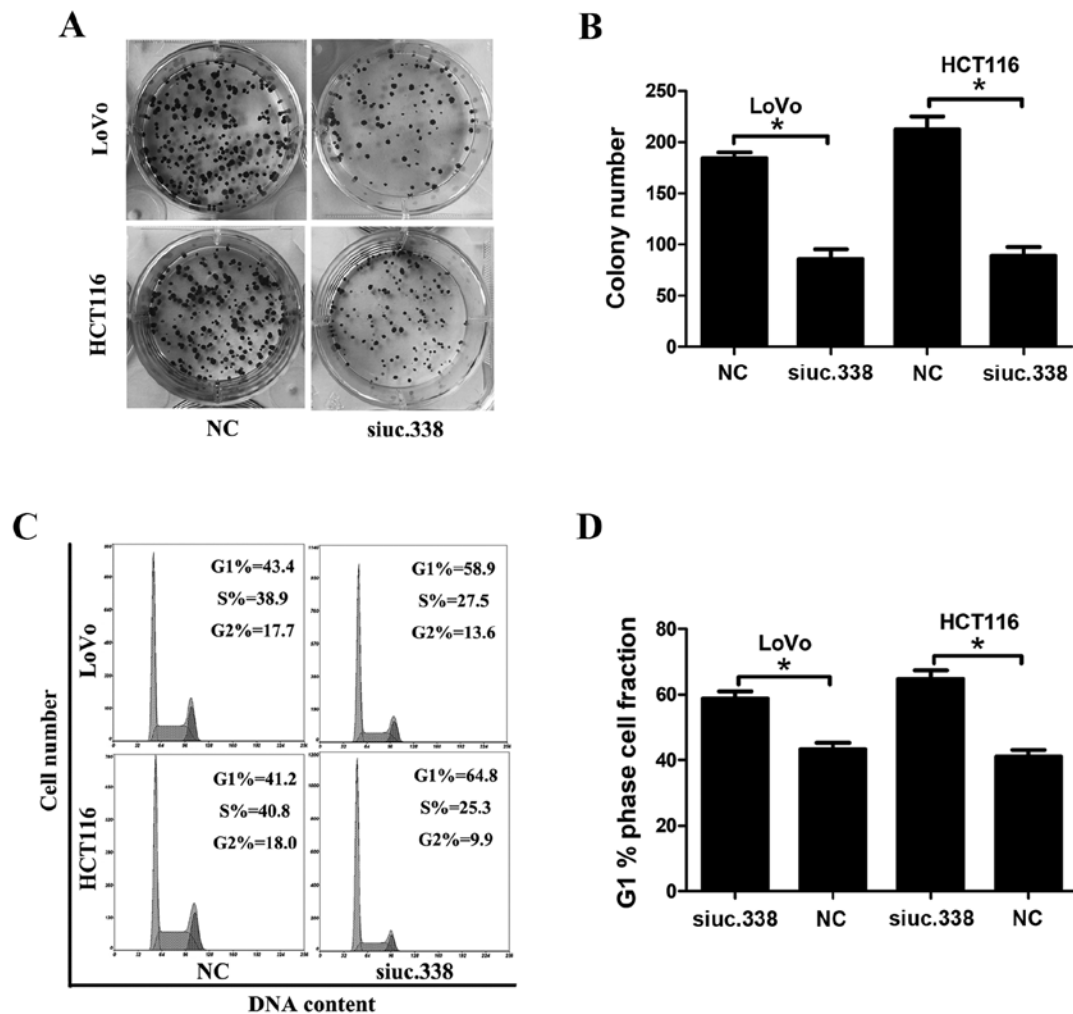 A
LoVo
HCT116
NC
siuc.338
B
Colony number
250
200
150
100
50
0
LoVo
*
HCT116
*
NC
siuc.338
NC
siuc.338
C
Cell number
LoVo
HCT116
G1%=43.4
S%=38.9
G2%=17.7
G1%=58.9
S%=27.5
G2%=13.6
G1%=41.2
S%=40.8
G2%=18.0
G1%=64.8
S%=25.3
G2%=9.9
NC
siuc.338
DNA content
D
G1 % phase cell fraction
80
60
40
20
0
LoVo
*
HCT116
*
siuc.338
NC
siuc.338
NC